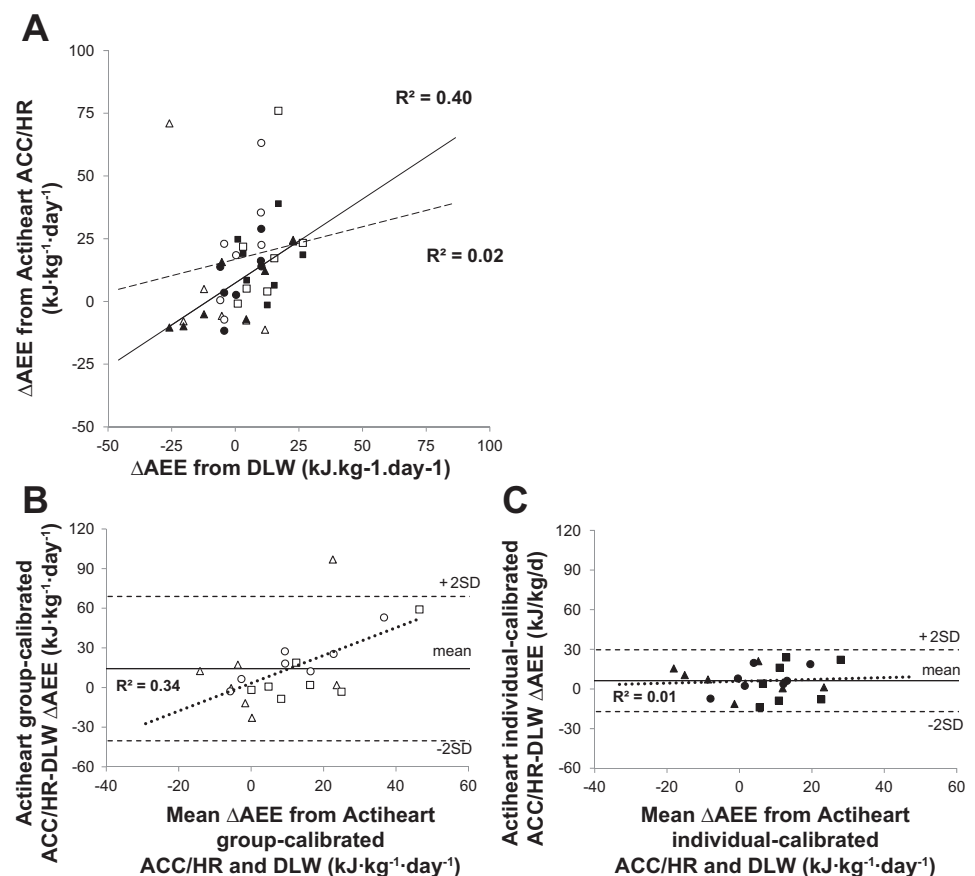 A
100
75
50
25
0
-25
-50
-50 -25 0 25 50 75 100
R² = 0.40
R² = 0.02
ΔAEE from Actiheart ACC/HR
(kJ·kg⁻¹·day⁻¹)
ΔAEE from DLW (kJ.kg-1.day-1)
B
120
90
60
30
0
-30
-60
-40 -20 0 20 40 60
+2SD
mean
R² = 0.34
-2SD
Actiheart group-calibrated
ACC/HR-DLW ΔAEE (kJ·kg⁻¹·day⁻¹)
Mean ΔAEE from Actiheart
group-calibrated
ACC/HR and DLW (kJ·kg⁻¹·day⁻¹)
C
120
90
60
30
0
-30
-60
-40 -20 0 20 40 60
+2SD
mean
R² = 0.01
-2SD
Actiheart individual-calibrated
ACC/HR-DLW ΔAEE (kJ/kg/d)
Mean ΔAEE from Actiheart
individual-calibrated
ACC/HR and DLW (kJ·kg⁻¹·day⁻¹)